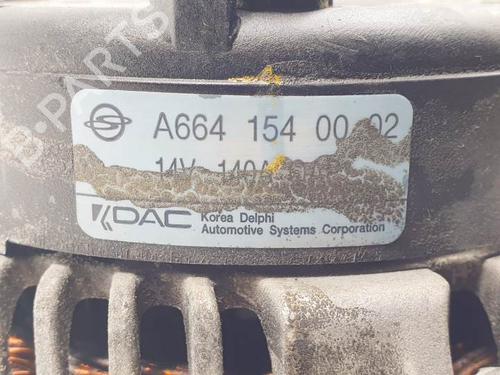 B-PARTS
A664 154 00 02
14V 140A
KDAC Korea Delphi
Automotive Systems Corporation